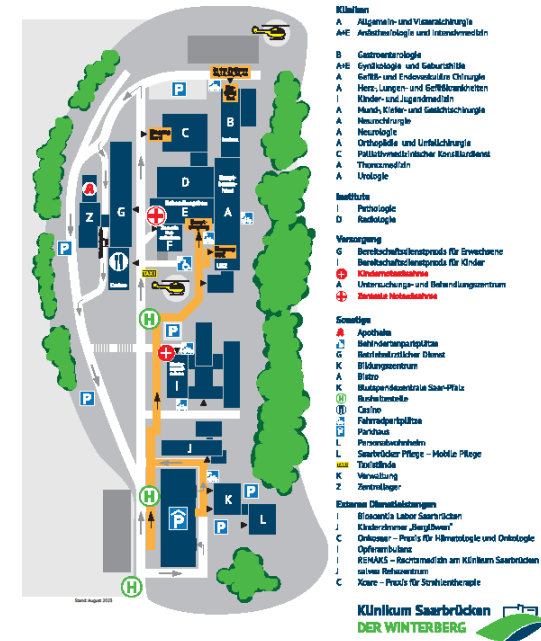 Kliniken
A Allgemein- und Viszeralchirurgie
A+E Anästhesiologie und Intensivmedizin
B Gastroenterologie
A+E Gynäkologie und Geburtshilfe
A Gefäß- und Endovaskuläre Chirurgie
A Herz-, Lungen- und Gefäßkrankheiten
I Kinder- und Jugendmedizin
A Mund-, Kiefer- und Gesichtschirurgie
A Neurochirurgie
A Neurologie
A Orthopädie und Unfallchirurgie
C Palliativmedizinischer Konsiliardienst
A Thoraxmedizin
A Urologie
Institute
I Pathologie
D Radiologie
Versorgung
G Bereitschaftsdienstpraxis für Erwachsene
I Bereitschaftsdienstpraxis für Kinder
Kindernotaufnahme
A Untersuchungs- und Behandlungszentrum
Zentrale Notaufnahme
Sonstige
A Apotheke
Behindertenparkplätze
G Betriebsärztlicher Dienst
K Bildungszentrum
A Bistro
K Blutspendezentrale Saar-Pfalz
H Bushaltestelle
Casino
Fahrradparkplätze
P Parkhaus
L Personalwohnheim
L Saarbrücker Pflege – Mobile Pflege
TAXI Taxistände
K Verwaltung
Z Zentrallager
Externe Dienstleistungen
I Bioscentia Labor Saarbrücken
J Kinderzimmer „Berglöwen“
C Onkosaar – Praxis für Hämatologie und Onkologie
I Opferambulanz
I REMAKS – Rechtsmedizin am Klinikum Saarbrücken
J salvea Rehazentrum
C Xcare – Praxis für Strahlentherapie
Klinikum Saarbrücken
DER WINTERBERG
P
B
C
A
D
G
Z
E
A
F
Casino
TAXI
H
P
P
I
P
J
H
P
K
P
L
P
H
Stand: August 2023